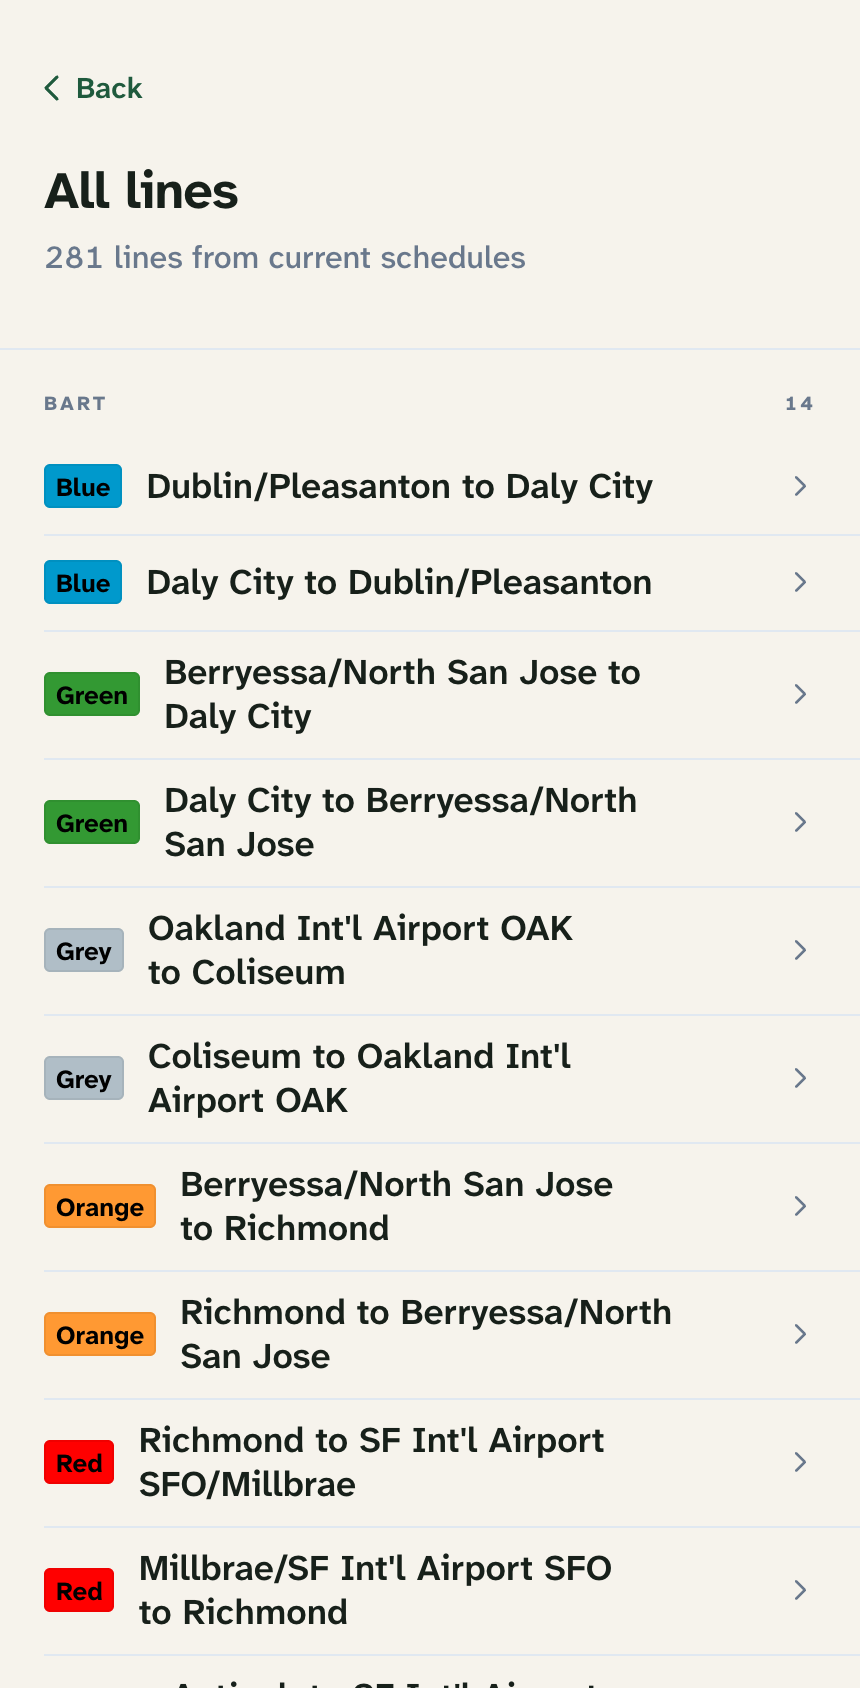 Back
All lines
281 lines from current schedules
BART 14
Blue Dublin/Pleasanton to Daly City
Blue Daly City to Dublin/Pleasanton
Green Berryessa/North San Jose to
Daly City
Green Daly City to Berryessa/North
San Jose
Grey Oakland Int'l Airport OAK
to Coliseum
Grey Coliseum to Oakland Int'l
Airport OAK
Orange Berryessa/North San Jose
to Richmond
Orange Richmond to Berryessa/North
San Jose
Red Richmond to SF Int'l Airport
SFO/Millbrae
Red Millbrae/SF Int'l Airport SFO
to Richmond